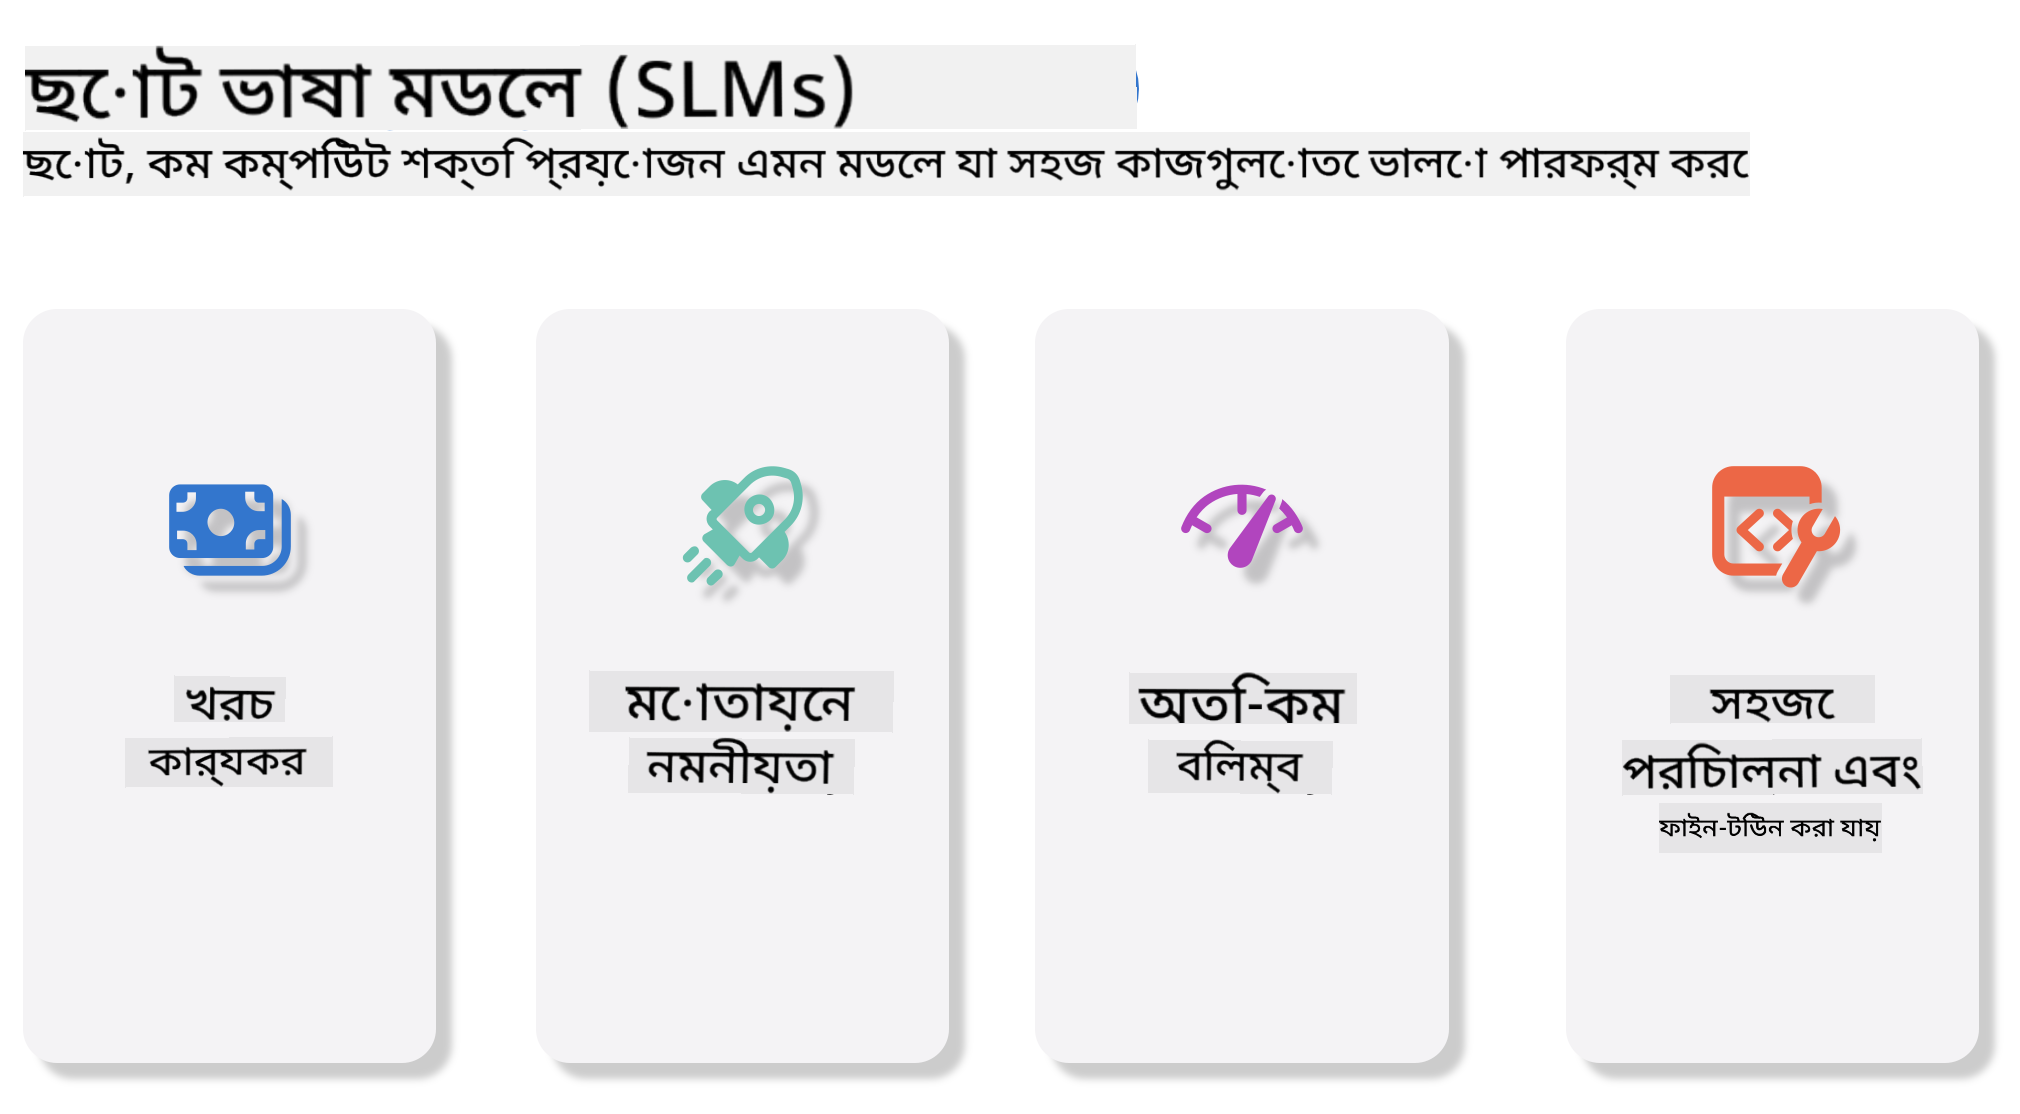 ছোট ভাষা মডেল (SLMs)
ছোট, কম কম্পিউট শক্তি প্রয়োজন এমন মডেল যা সহজ কাজগুলোতে ভালো পারফর্ম করে
খরচ
কার্যকর
মোতায়েন
নমনীয়তা
অতি-কম
বিলম্ব
সহজে
পরিচালনা এবং
ফাইন-টিউন করা যায়